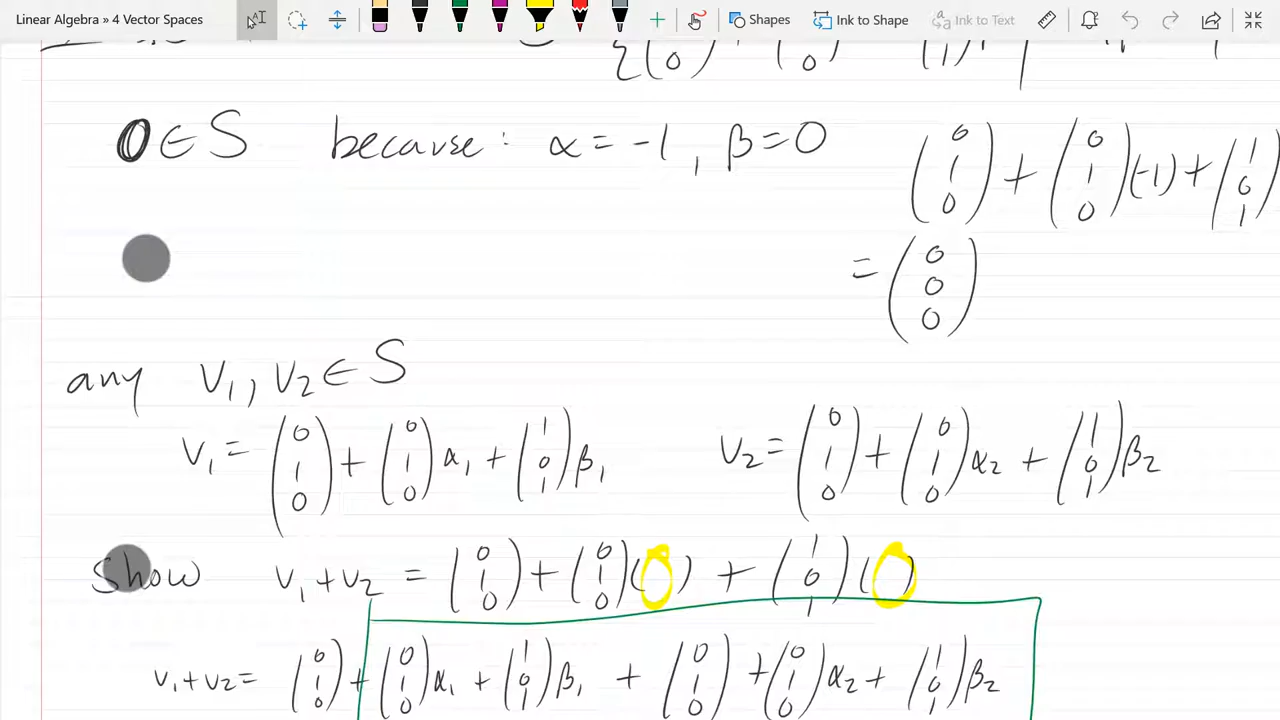 Linear Algebra » 4 Vector Spaces
Shapes Ink to Shape Ink to Text
{(0) (0) (1)
0 ∈ S because: α = -1, β = 0 (0 1 0) + (0 1 0)(-1) + (1 0 1)
= (0 0 0)
any V₁, V₂ ∈ S
V₁ = (0 1 0) + (0 1 0) α₁ + (1 0 1) β₁ V₂ = (0 1 0) + (0 1 0) α₂ + (1 0 1) β₂
Show V₁ + V₂ = (0 1 0) + (0 1 0)( ) + (1 0 1)( )
V₁ + V₂ = (0 1 0) + (0 1 0) α₁ + (1 0 1) β₁ + (0 1 0) + (0 1 0) α₂ + (1 0 1) β₂